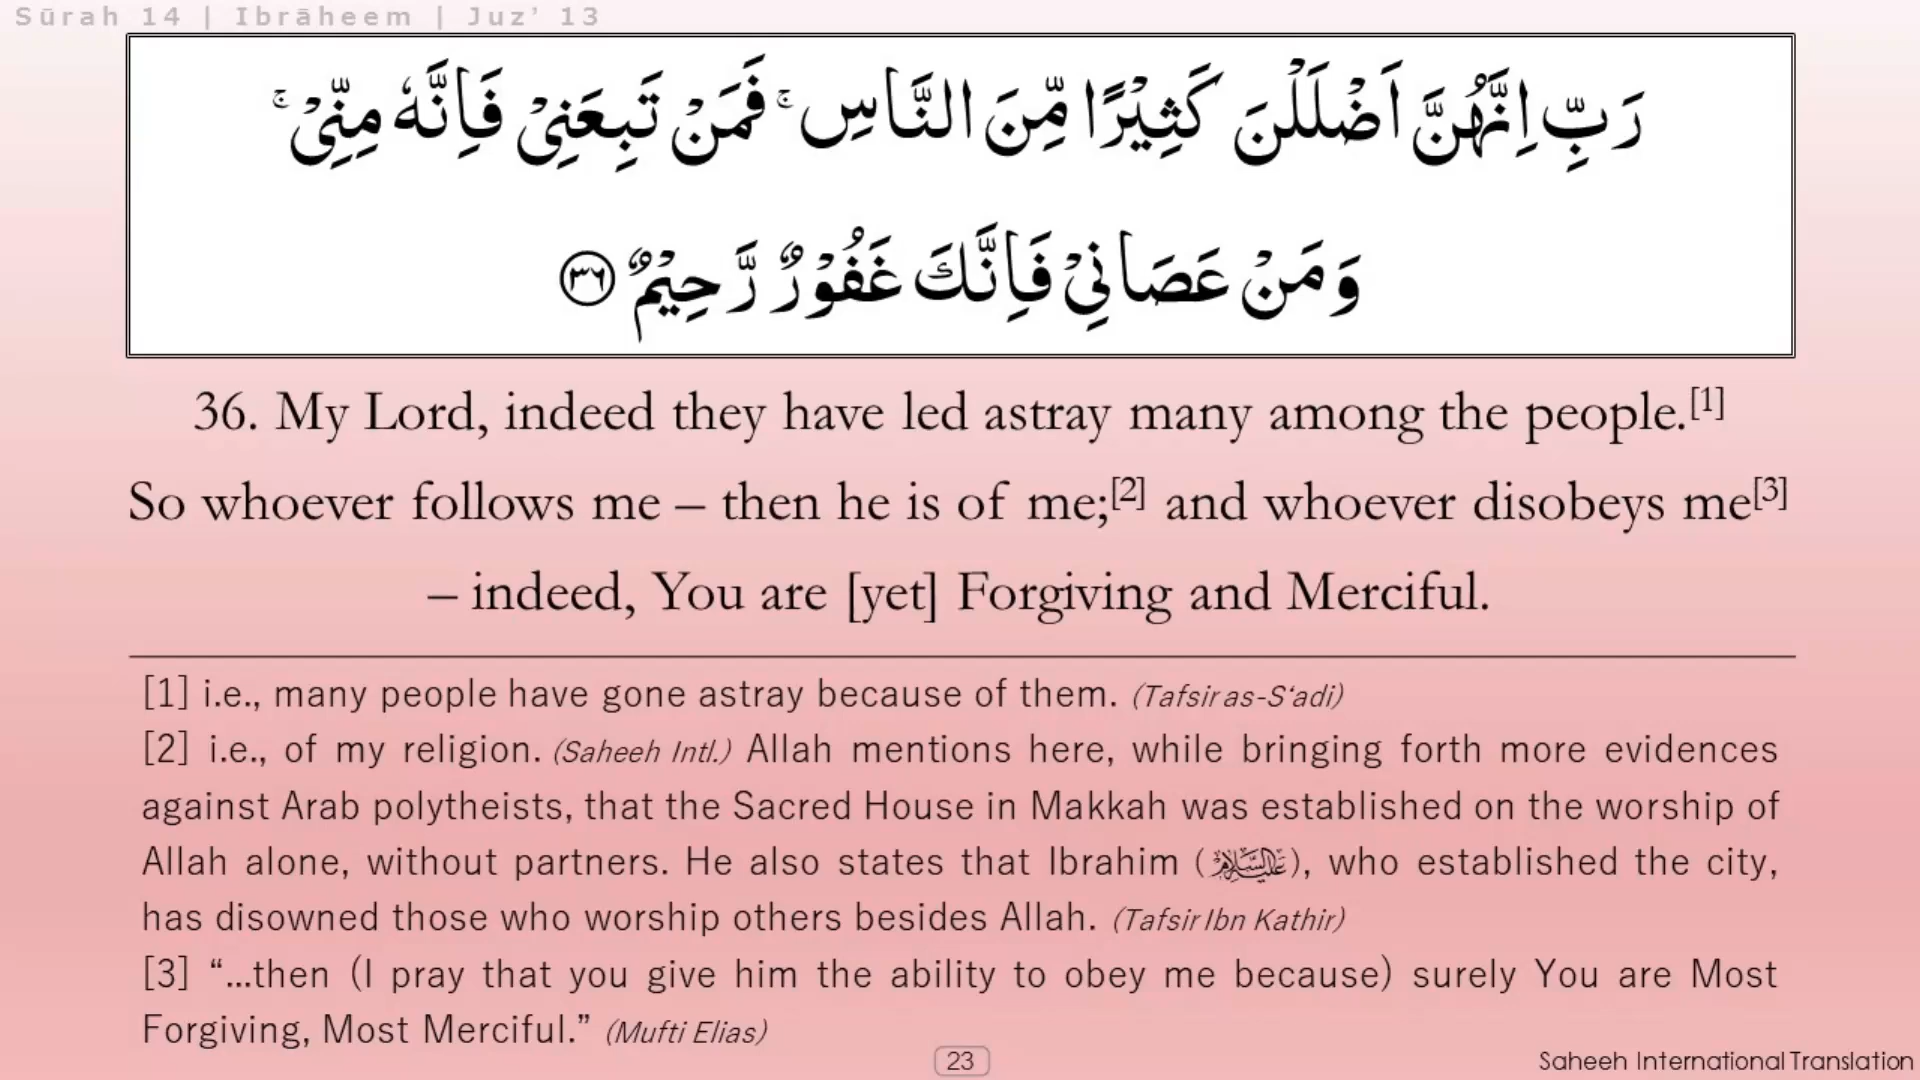 Sūrah 14 | Ibrāheem | Juz’ 13
رَبِّ اِنَّهُنَّ اَضْلَلْنَ كَثِيْرًا مِّنَ النَّاسِ ۚ فَمَنْ تَبِعَنِيْ فَاِنَّهٗ مِنِّيْ ۚ
وَمَنْ عَصَانِيْ فَاِنَّكَ غَفُوْرٌ رَّحِيْمٌ ۝٣٦
36. My Lord, indeed they have led astray many among the people.[1]
So whoever follows me – then he is of me;[2] and whoever disobeys me[3]
– indeed, You are [yet] Forgiving and Merciful.
[1] i.e., many people have gone astray because of them. (Tafsir as-S‘adi)
[2] i.e., of my religion. (Saheeh Intl.) Allah mentions here, while bringing forth more evidences
against Arab polytheists, that the Sacred House in Makkah was established on the worship of
Allah alone, without partners. He also states that Ibrahim (عليه السلام), who established the city,
has disowned those who worship others besides Allah. (Tafsir Ibn Kathir)
[3] “...then (I pray that you give him the ability to obey me because) surely You are Most
Forgiving, Most Merciful.” (Mufti Elias)
23
Saheeh International Translation